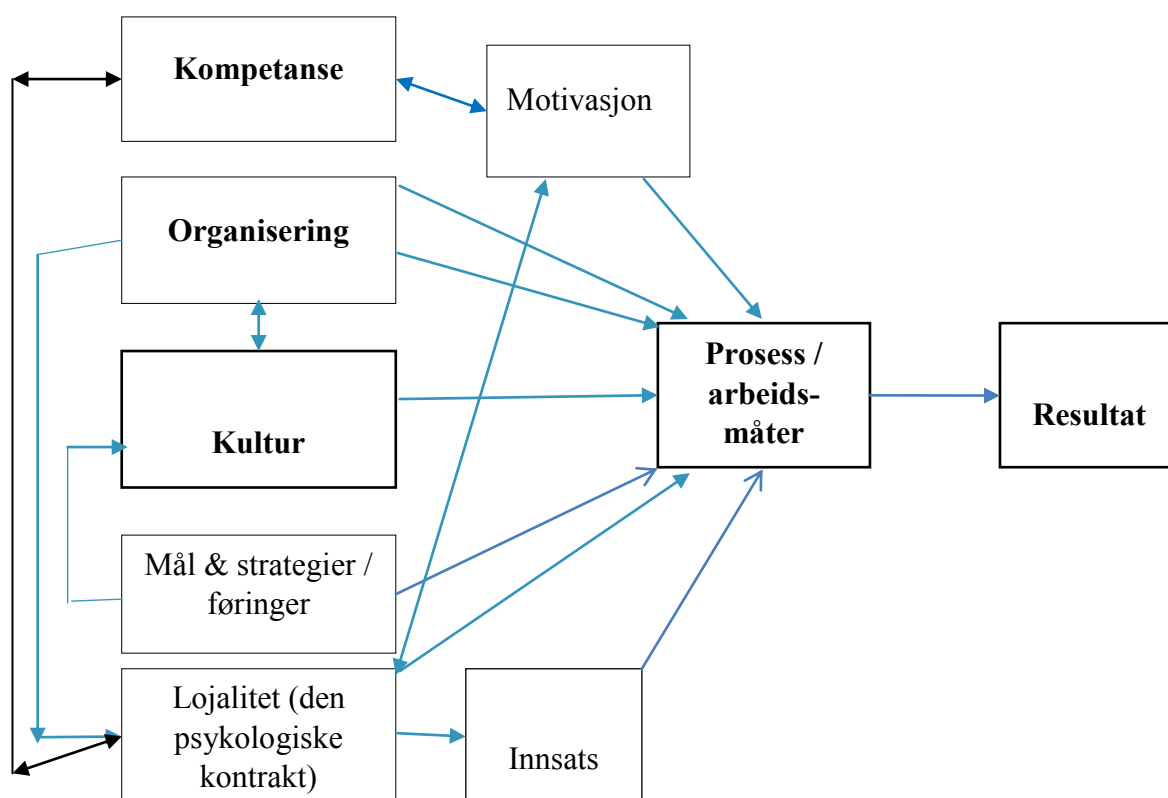 Kompetanse
Motivasjon
Organisering
Kultur
Mål & strategier /
føringer
Lojalitet (den
psykologiske
kontrakt)
Innsats
Prosess /
arbeids-
måter
Resultat